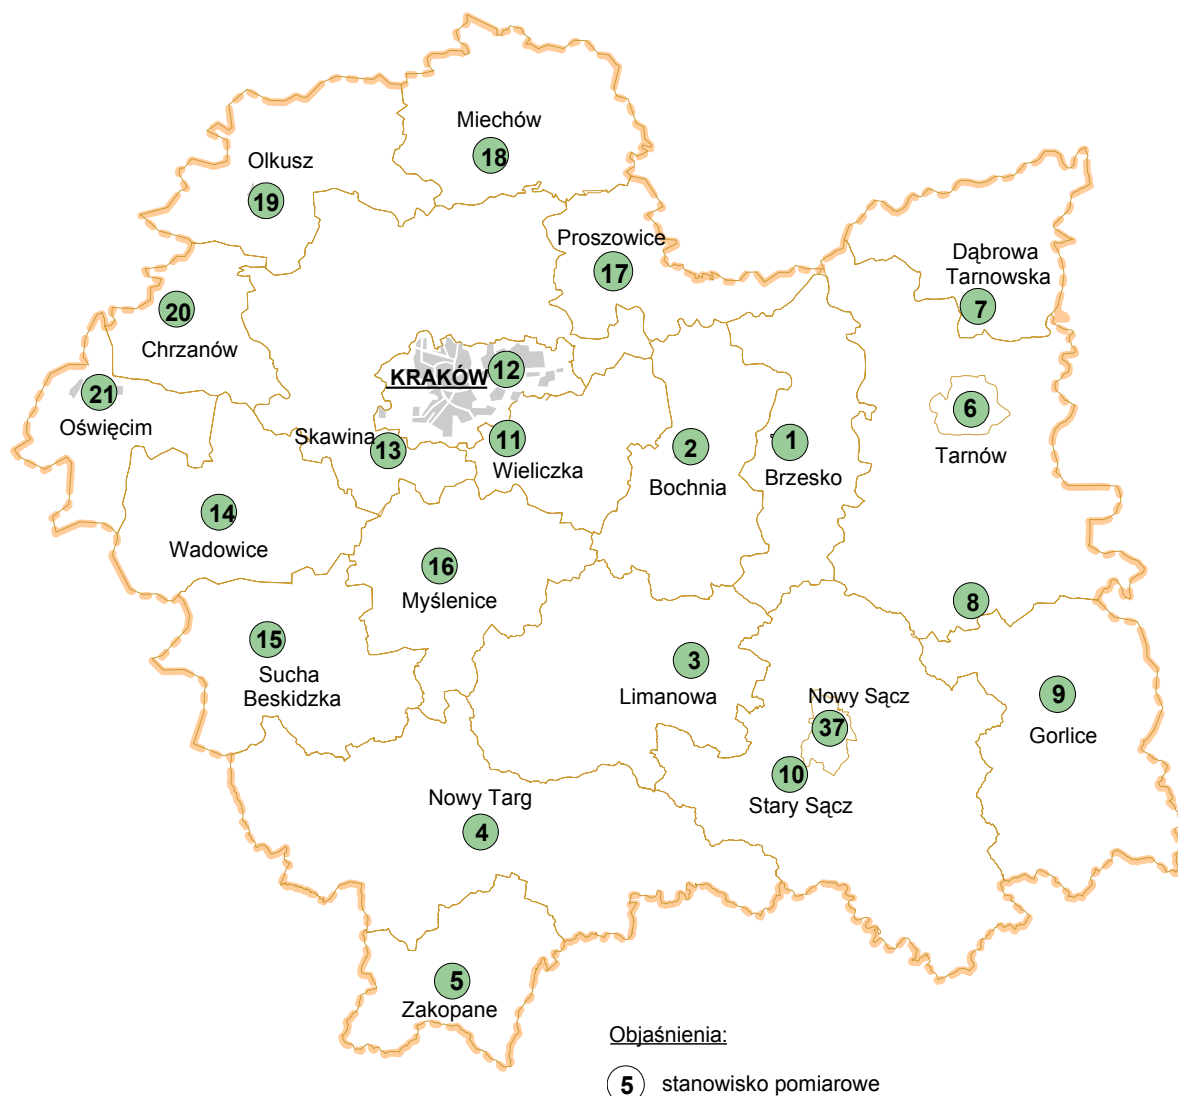 Miechów
18
Olkusz
19
Proszowice
17
Dąbrowa
Tarnowska
7
20
Chrzanów
KRAKÓW
12
21
Oświęcim
6
Tarnów
Skawina
13
11
Wieliczka
2
Bochnia
1
Brzesko
14
Wadowice
16
Myślenice
8
15
Sucha
Beskidzka
3
Limanowa
Nowy Sącz
37
9
Gorlice
10
Stary Sącz
Nowy Targ
4
5
Zakopane
Objaśnienia:
5 stanowisko pomiarowe